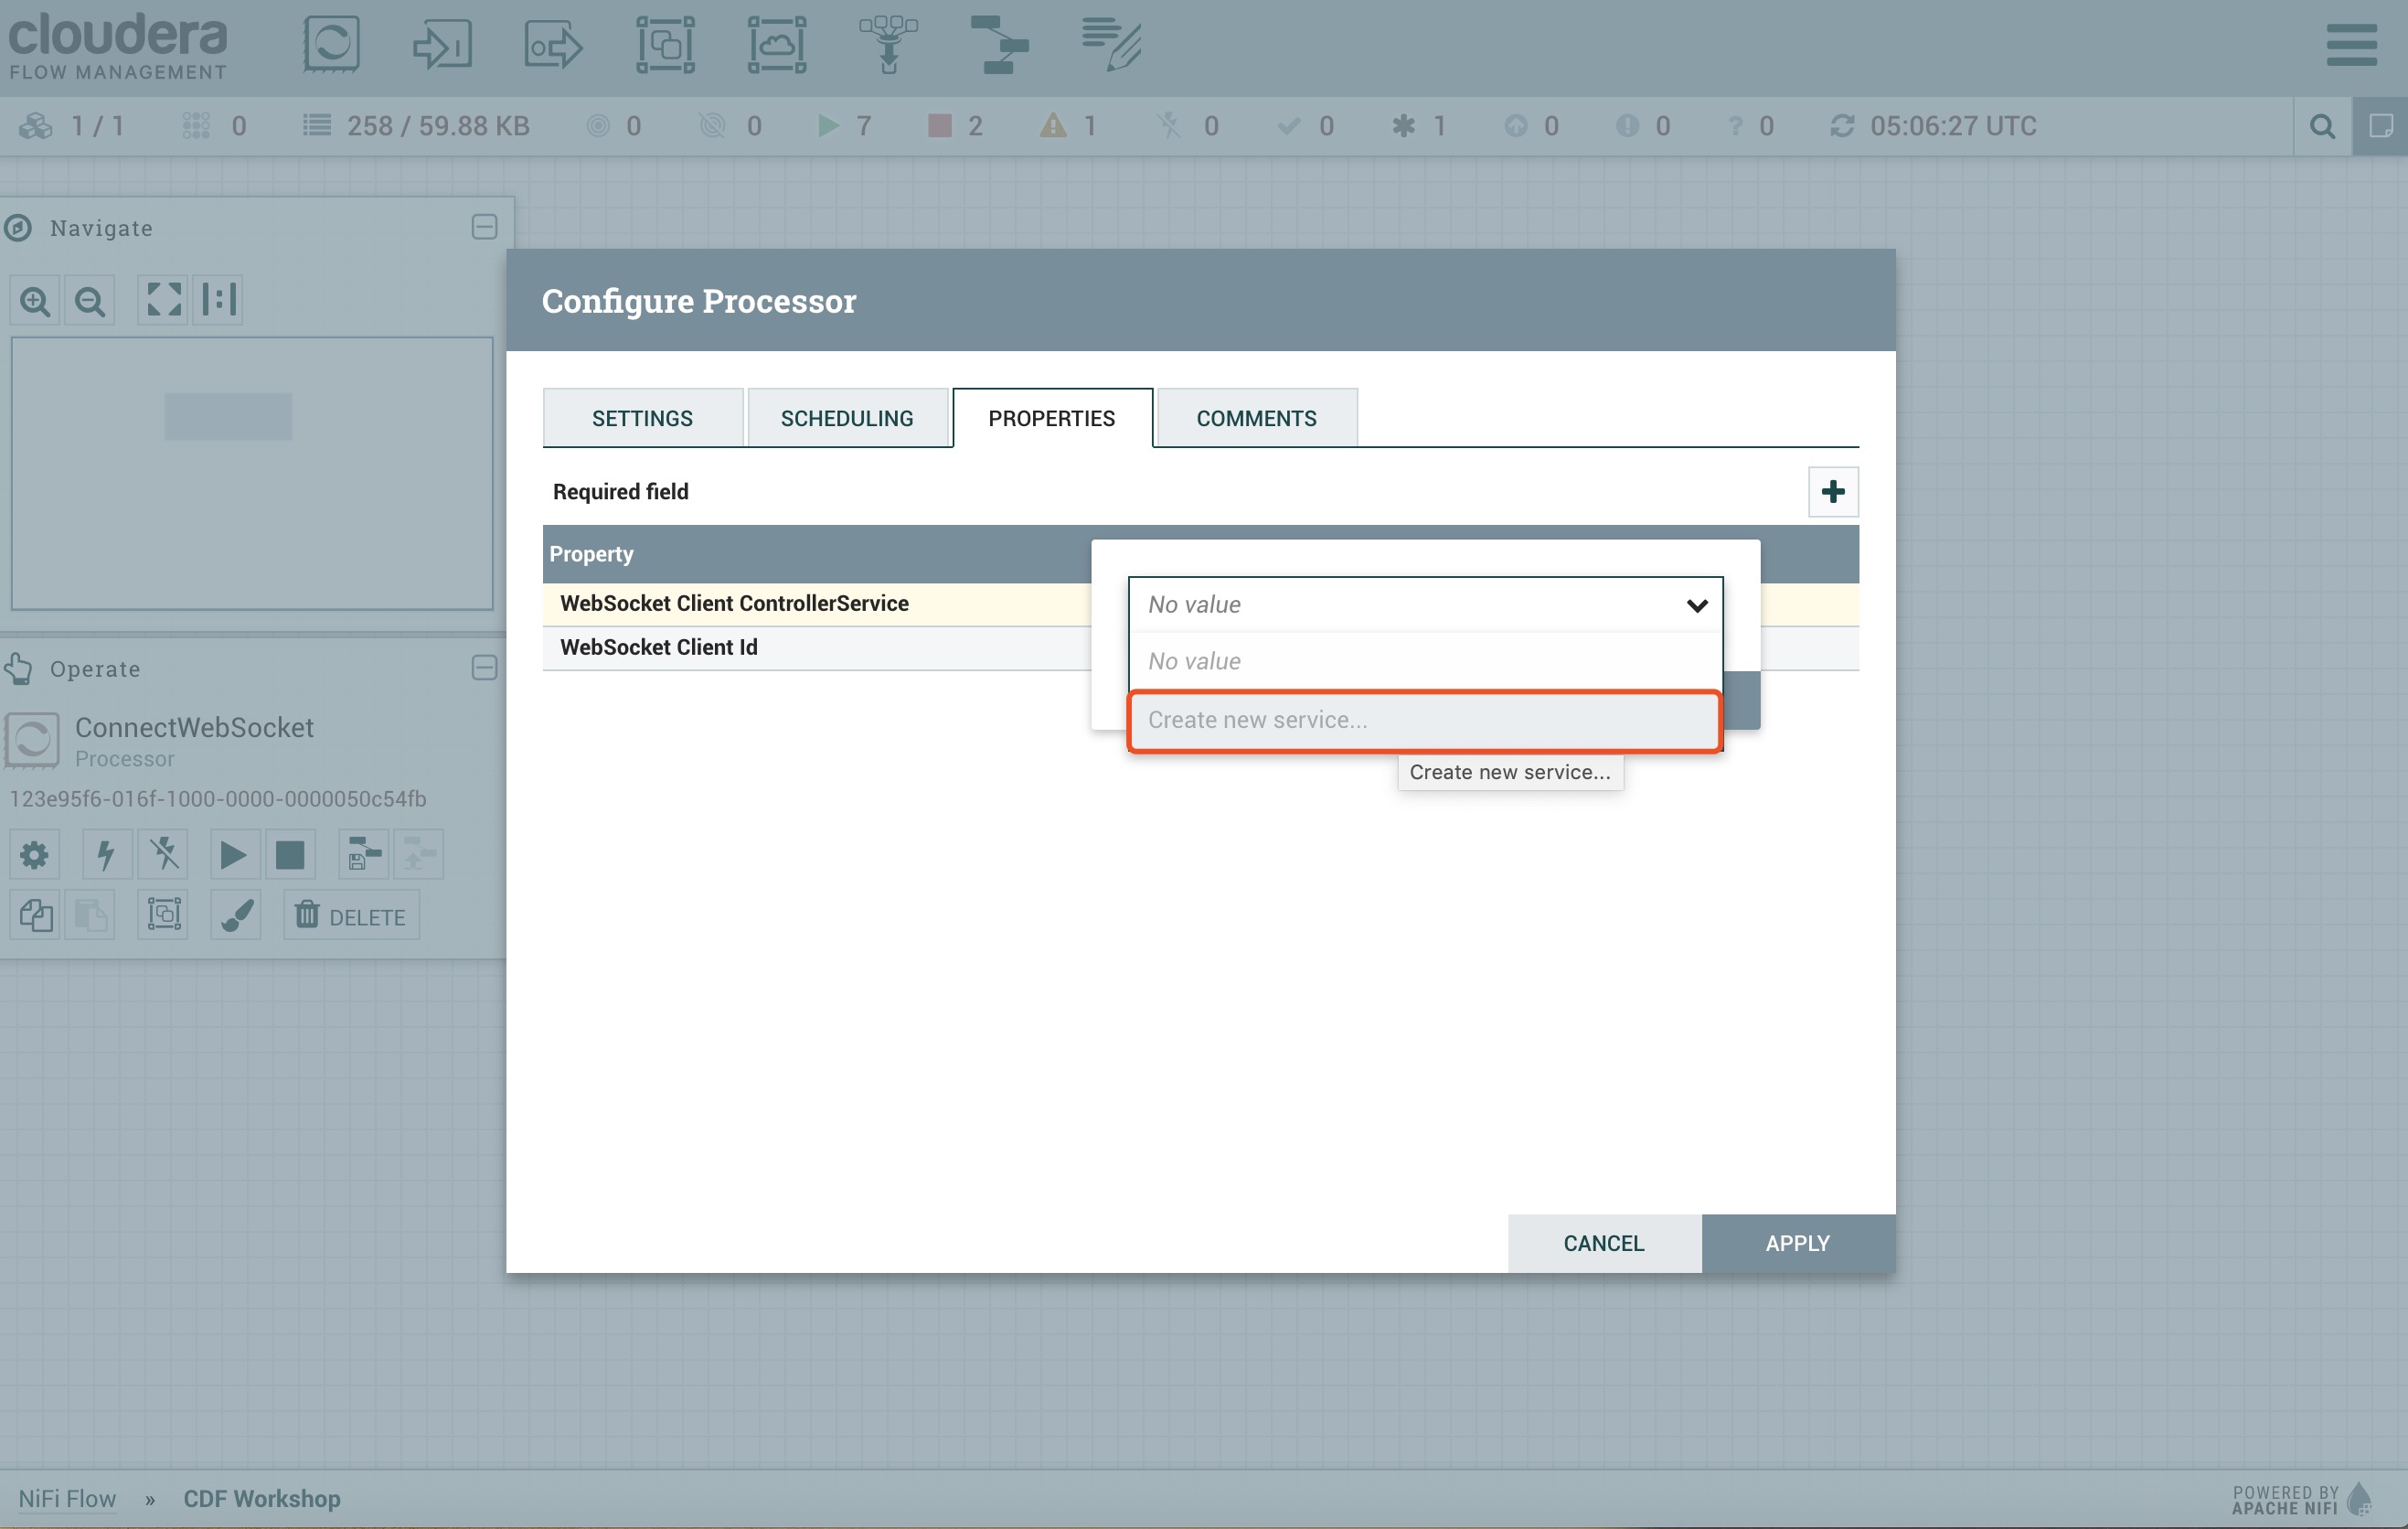 cloudera
FLOW MANAGEMENT
1 / 1
0
258 / 59.88 KB
0
0
7
2
1
0
0
1
0
0
0
05:06:27 UTC
Navigate
Configure Processor
SETTINGS
SCHEDULING
PROPERTIES
COMMENTS
Required field
Property
WebSocket Client ControllerService
WebSocket Client Id
No value
No value
Create new service...
Create new service...
Operate
ConnectWebSocket
Processor
123e95f6-016f-1000-0000-0000050c54fb
DELETE
CANCEL
APPLY
NiFi Flow » CDF Workshop
POWERED BY
APACHE NIFI